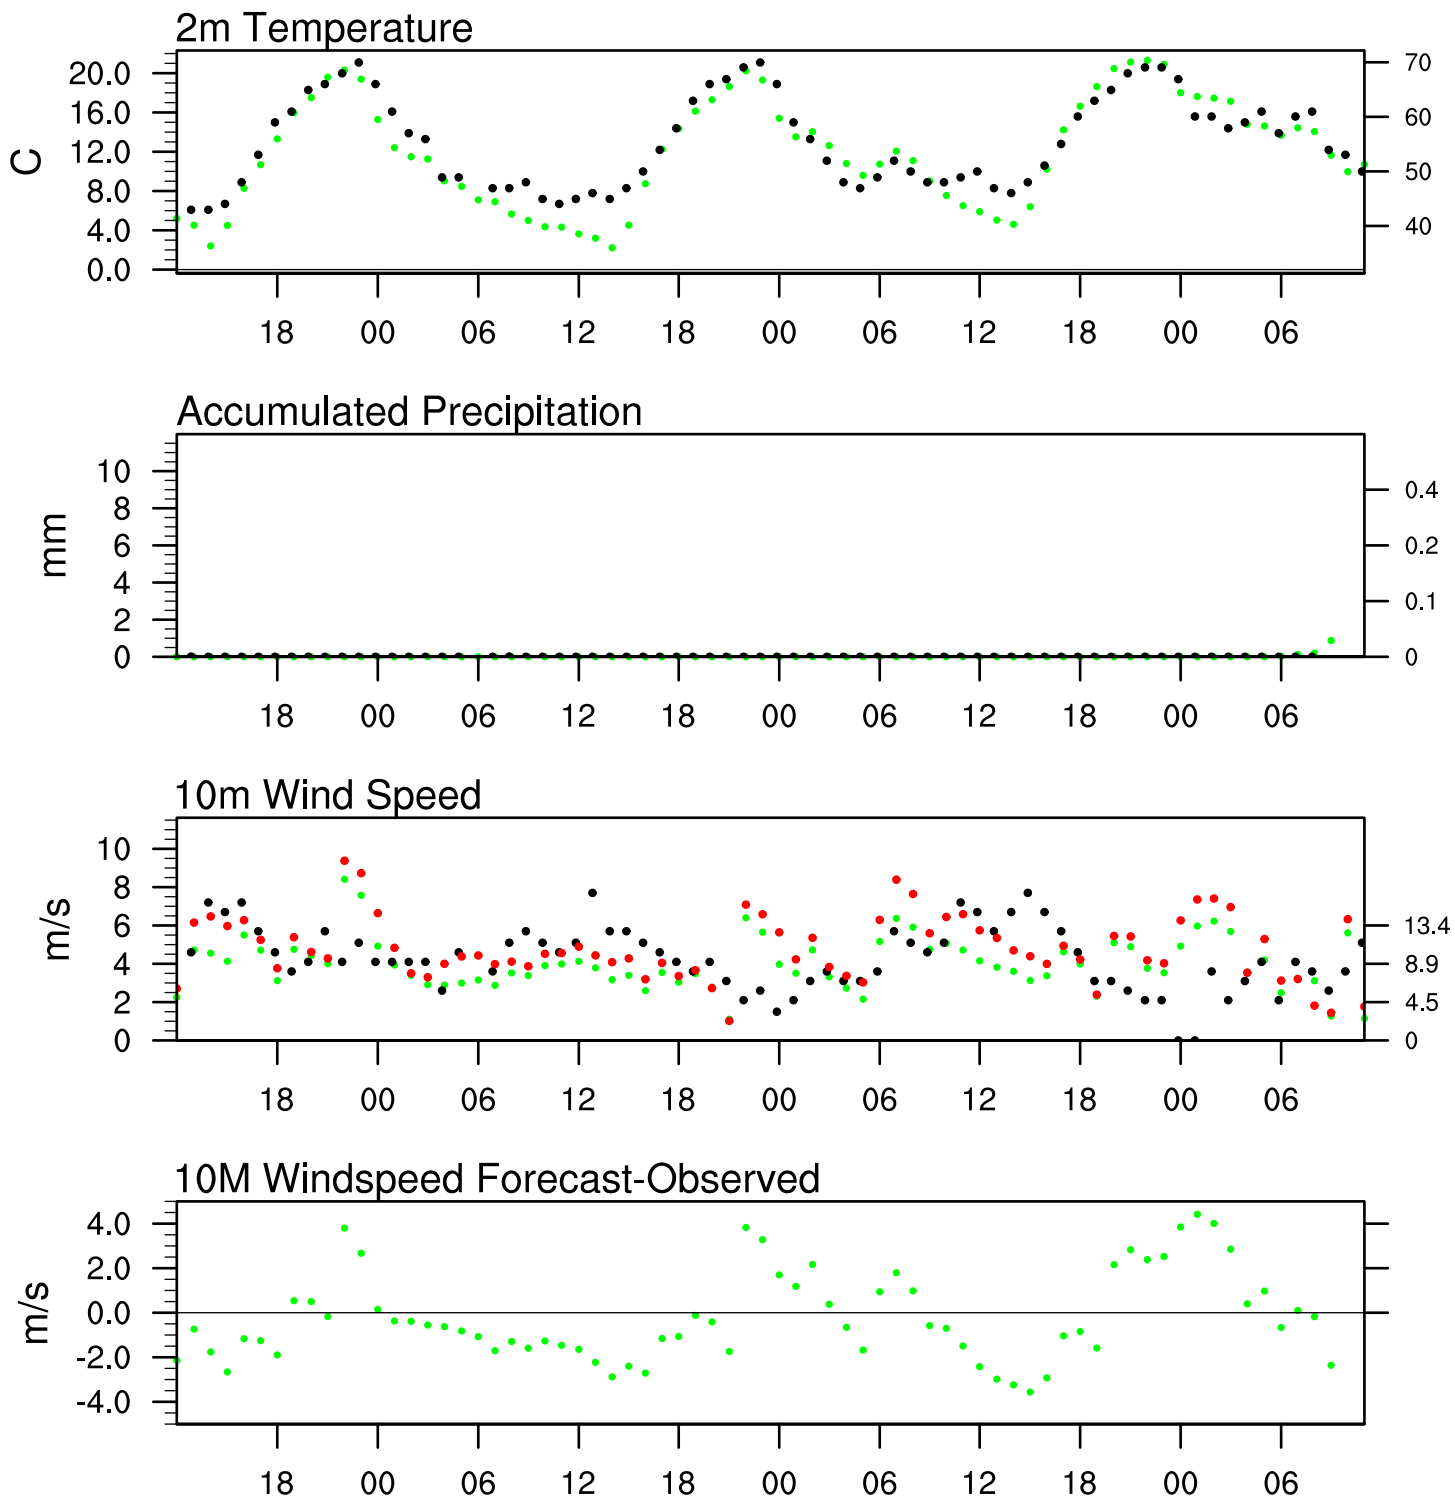 2m Temperature
20.0
16.0
12.0
8.0
4.0
0.0
C
70
60
50
40
18 00 06 12 18 00 06 12 18 00 06
Accumulated Precipitation
10
8
6
4
2
0
mm
0.4
0.2
0.1
0
18 00 06 12 18 00 06 12 18 00 06
10m Wind Speed
10
8
6
4
2
0
m/s
13.4
8.9
4.5
0
18 00 06 12 18 00 06 12 18 00 06
10M Windspeed Forecast-Observed
4.0
2.0
0.0
-2.0
-4.0
m/s
18 00 06 12 18 00 06 12 18 00 06